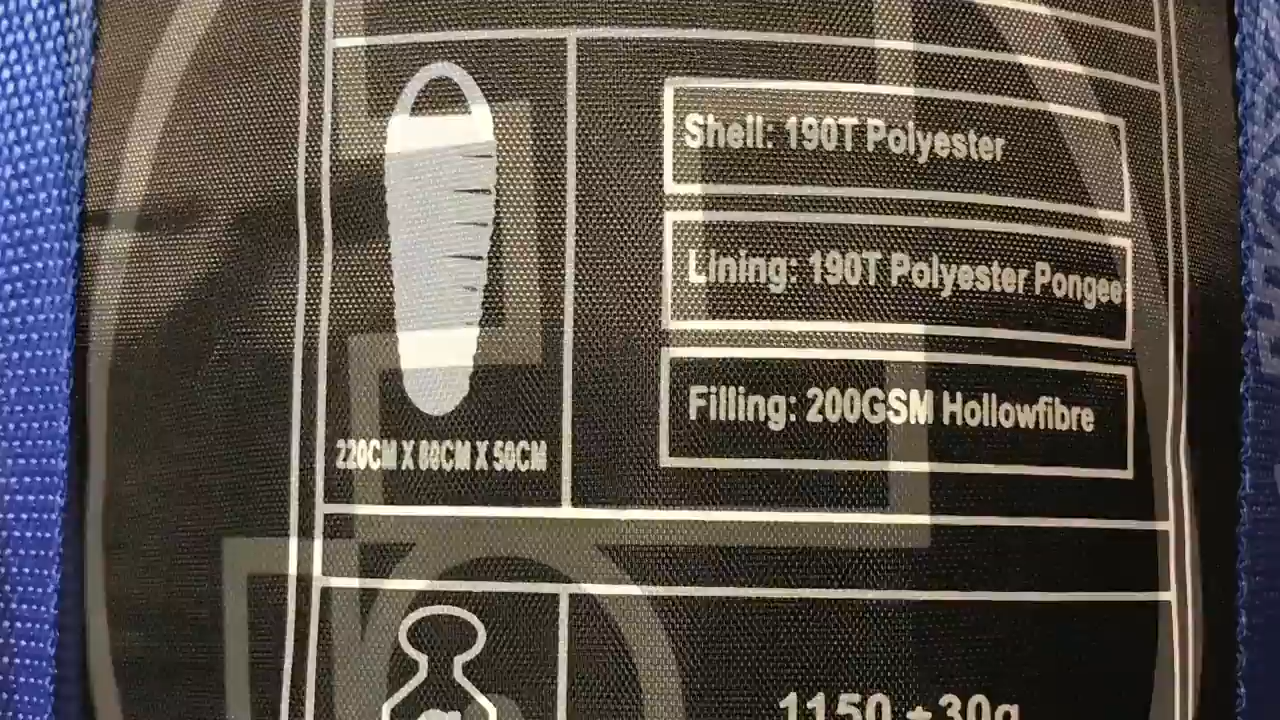 Shell: 190T Polyester
Lining: 190T Polyester Pongee
Filling: 200GSM Hollowfibre
220CM X 80CM X 50CM
1150 ± 30g